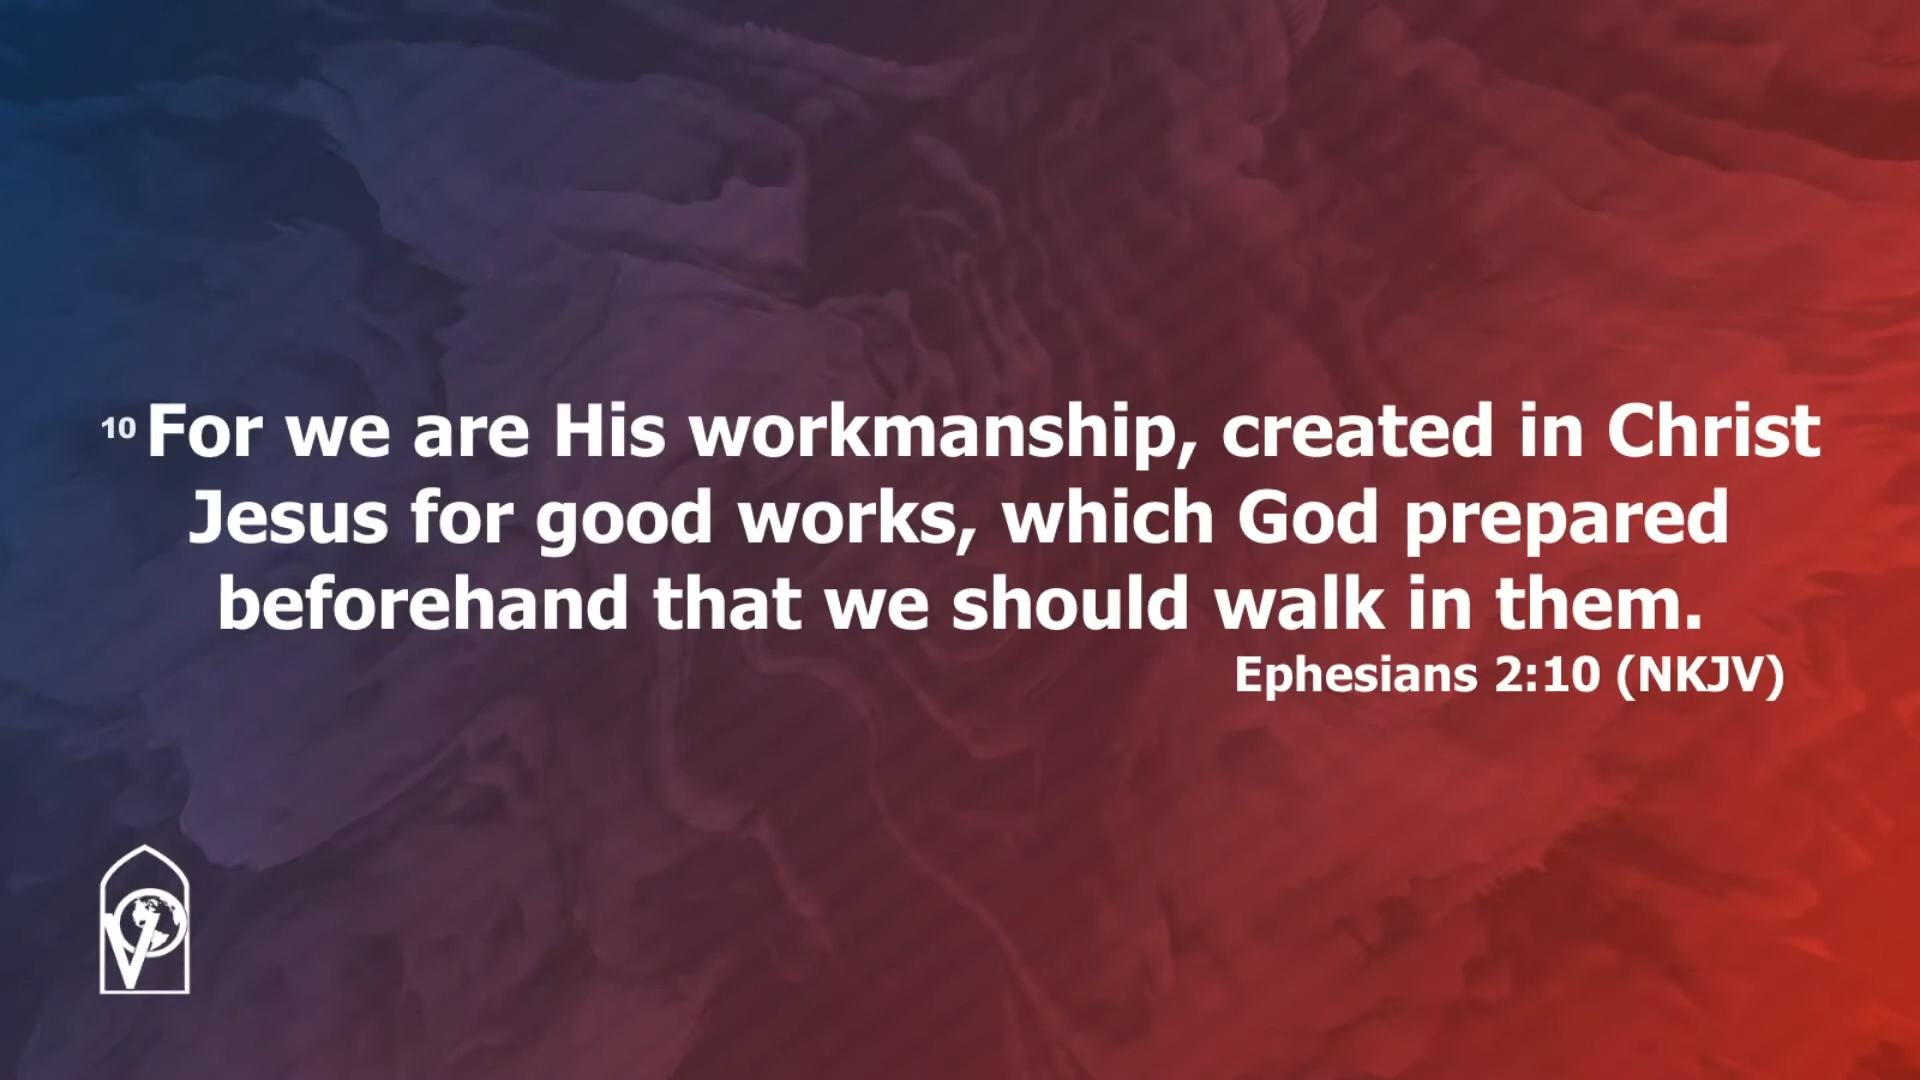 10 For we are His workmanship, created in Christ
Jesus for good works, which God prepared
beforehand that we should walk in them.
Ephesians 2:10 (NKJV)